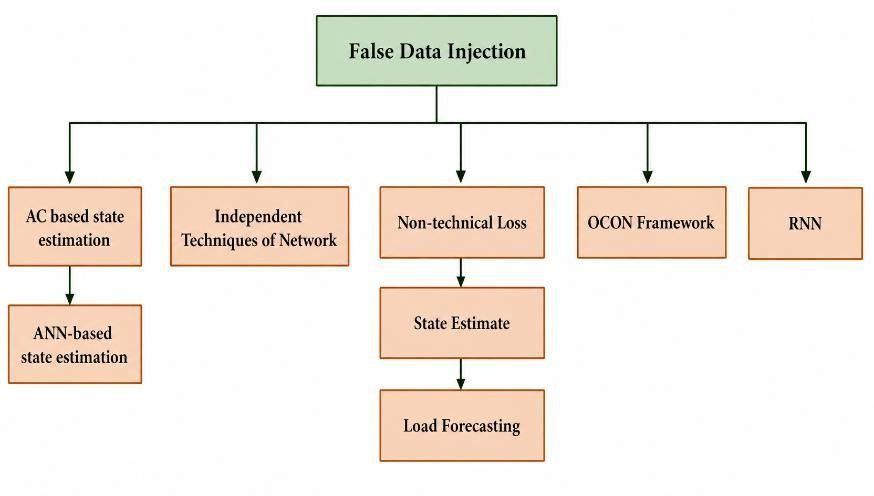 False Data Injection
AC based state
estimation
Independent
Techniques of Network
Non-technical Loss
OCON Framework
RNN
ANN-based
state estimation
State Estimate
Load Forecasting